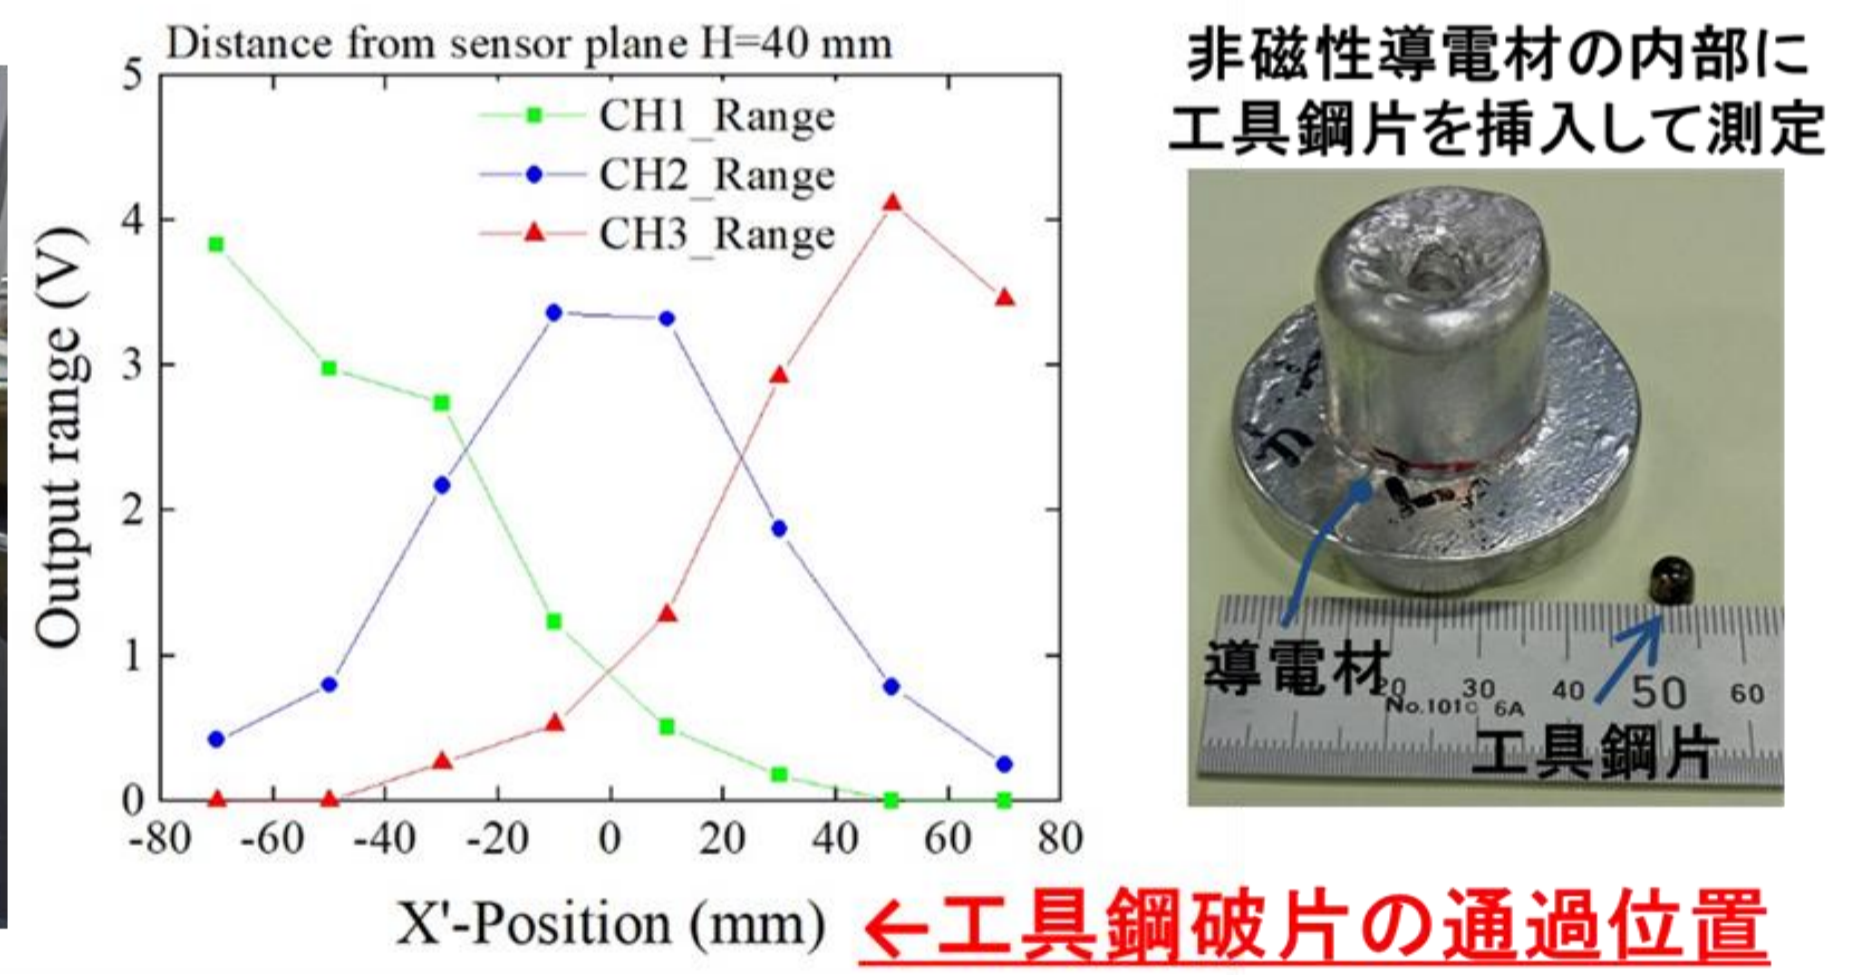 Distance from sensor plane H=40 mm
5
4
3
2
1
0
Output range (V)
CH1_Range
CH2_Range
CH3_Range
-80 -60 -40 -20 0 20 40 60 80
X'-Position (mm)
←工具鋼破片の通過位置
非磁性導電材の内部に
工具鋼片を挿入して測定
導電材
20 30 40 50 60
No.101c 6A
工具鋼片